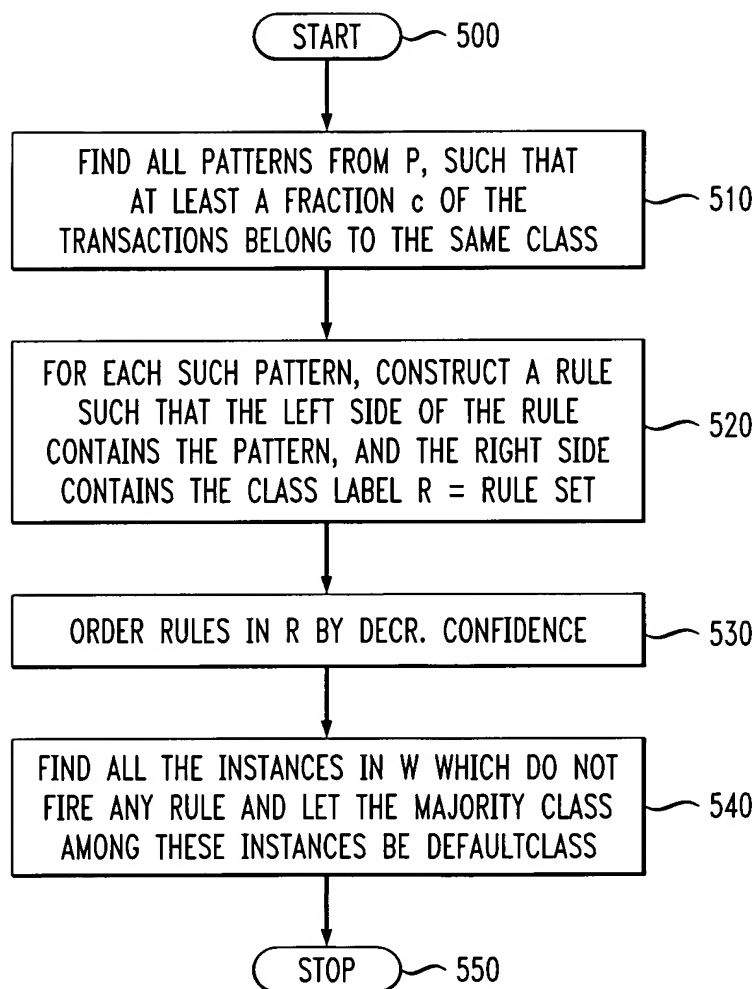 START
500
FIND ALL PATTERNS FROM P, SUCH THAT
AT LEAST A FRACTION c OF THE
TRANSACTIONS BELONG TO THE SAME CLASS
510
FOR EACH SUCH PATTERN, CONSTRUCT A RULE
SUCH THAT THE LEFT SIDE OF THE RULE
CONTAINS THE PATTERN, AND THE RIGHT SIDE
CONTAINS THE CLASS LABEL R = RULE SET
520
ORDER RULES IN R BY DECR. CONFIDENCE
530
FIND ALL THE INSTANCES IN W WHICH DO NOT
FIRE ANY RULE AND LET THE MAJORITY CLASS
AMONG THESE INSTANCES BE DEFAULTCLASS
540
STOP
550